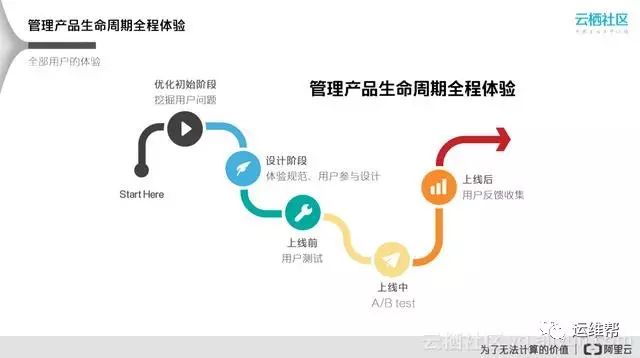 管理产品生命周期全程体验
云栖社区
全部用户的体验
优化初始阶段
挖掘用户问题
管理产品生命周期全程体验
Start Here
设计阶段
体验规范、用户参与设计
上线前
用户测试
上线中
A/B test
上线后
用户反馈收集
云栖社区
运维帮
为了无法计算的价值
阿里云